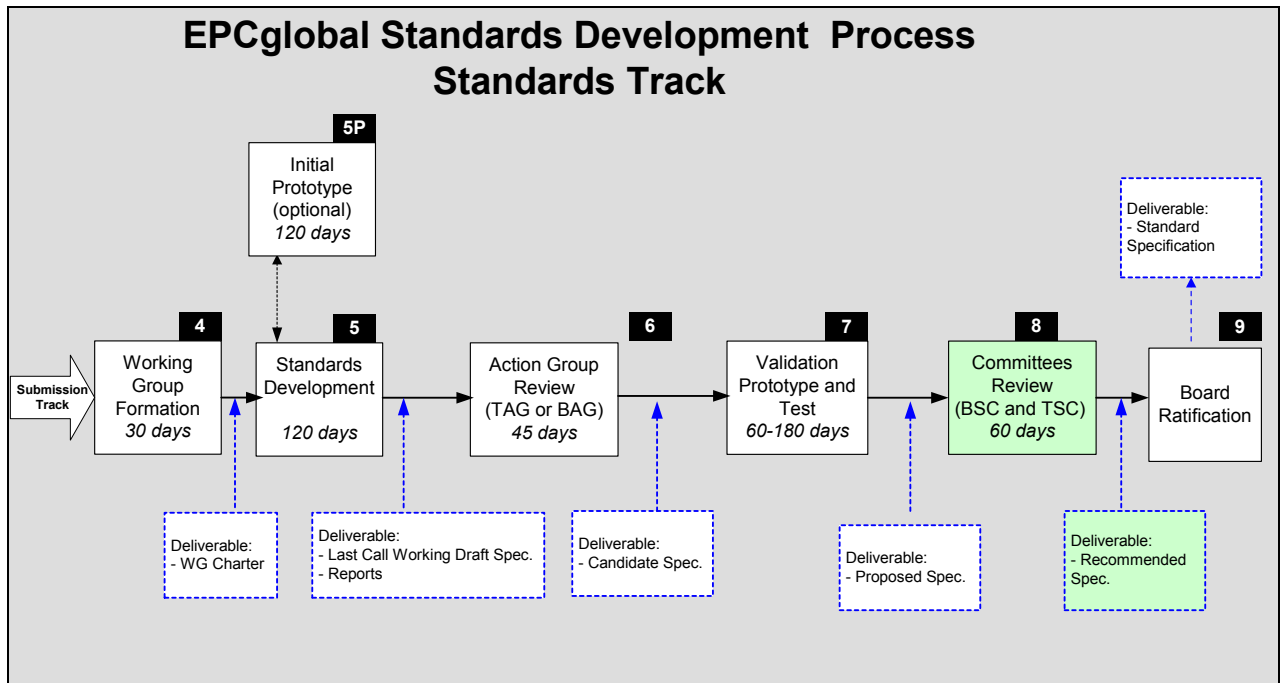 EPCglobal Standards Development Process
Standards Track
5P
Initial
Prototype
(optional)
120 days
Deliverable:
- Standard
Specification
Submission
Track
4
Working
Group
Formation
30 days
5
Standards
Development
120 days
6
Action Group
Review
(TAG or BAG)
45 days
7
Validation
Prototype and
Test
60-180 days
8
Committees
Review
(BSC and TSC)
60 days
9
Board
Ratification
Deliverable:
- WG Charter
Deliverable:
- Last Call Working Draft Spec.
- Reports
Deliverable:
- Candidate Spec.
Deliverable:
- Proposed Spec.
Deliverable:
- Recommended
Spec.